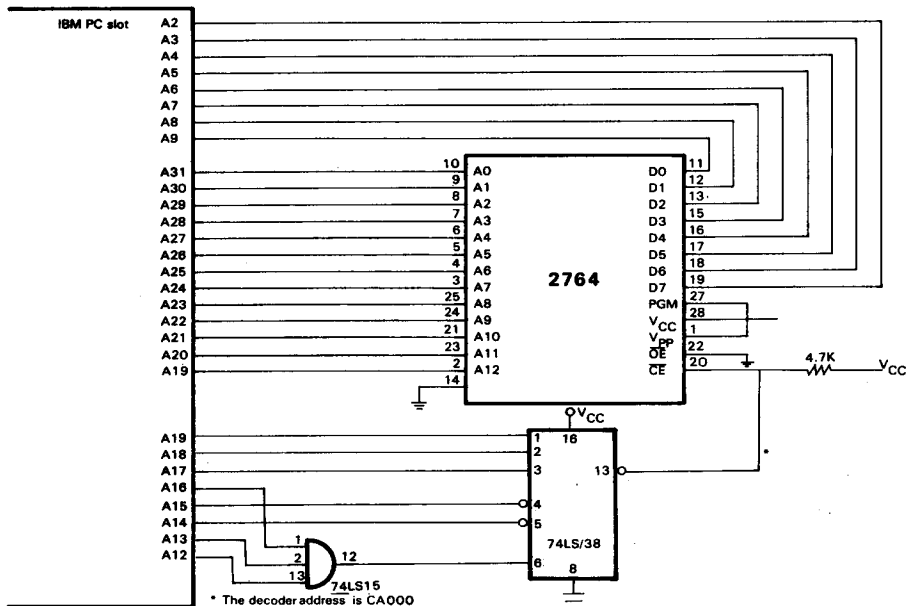 IBM PC slot
A2
A3
A4
A5
A6
A7
A8
A9
A31
A30
A29
A28
A27
A26
A25
A24
A23
A22
A21
A20
A19
A19
A18
A17
A16
A15
A14
A13
A12
10 A0
9 A1
8 A2
7 A3
6 A4
5 A5
4 A6
3 A7
25 A8
24 A9
21 A10
23 A11
2 A12
14
2764
D0 11
D1 12
D2 13
D3 15
D4 16
D5 17
D6 18
D7 19
PGM 27
VCC 28
VPP 1
OE 22
CE 20
4.7K
VCC
VCC
16
1
2
3
4
5
6
13
*
74LS/38
8
1
2
13
12
74LS15
* The decoder address is CA000